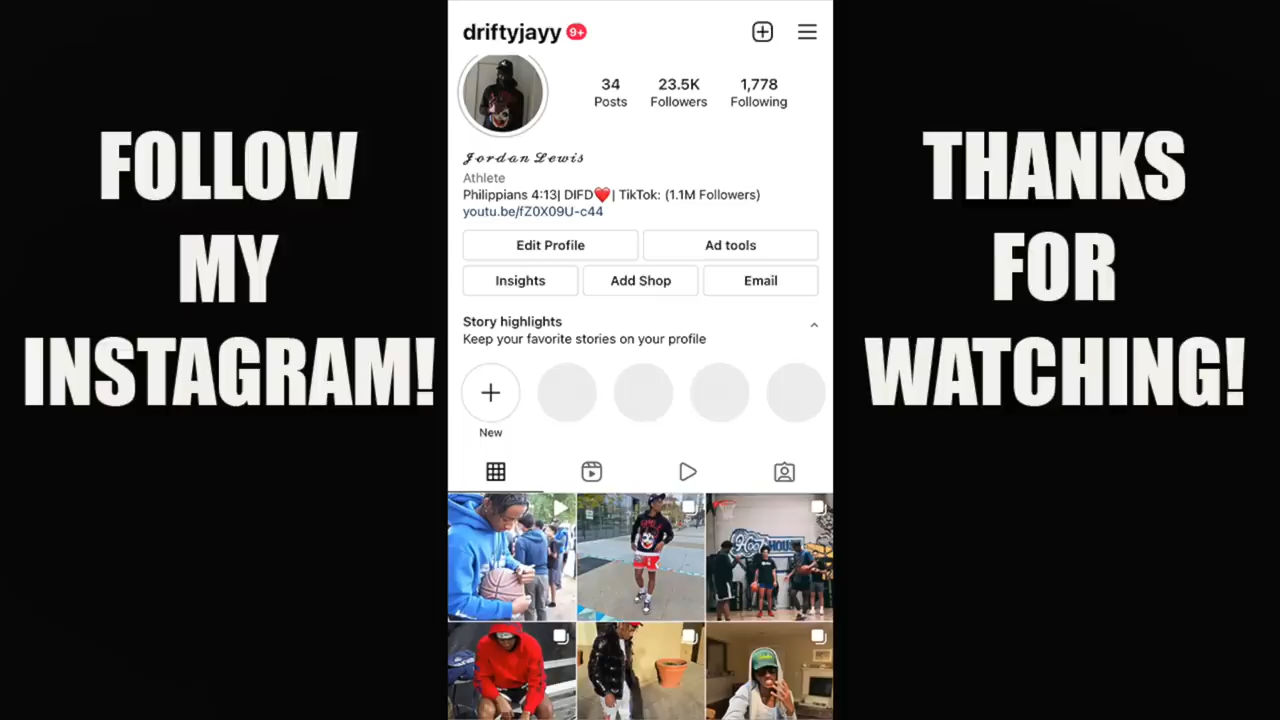 FOLLOW
MY
INSTAGRAM!
driftyjayy 9+
34 23.5K 1,778
Posts Followers Following
𝓙𝓸𝓻𝓭𝓪𝓷 𝓛𝓮𝔀𝓲𝓼
Athlete
Philippians 4:13| DIFD❤️| TikTok: (1.1M Followers)
youtu.be/fZ0X09U-c44
Edit Profile Ad tools
Insights Add Shop Email
Story highlights
Keep your favorite stories on your profile
New
THANKS
FOR
WATCHING!